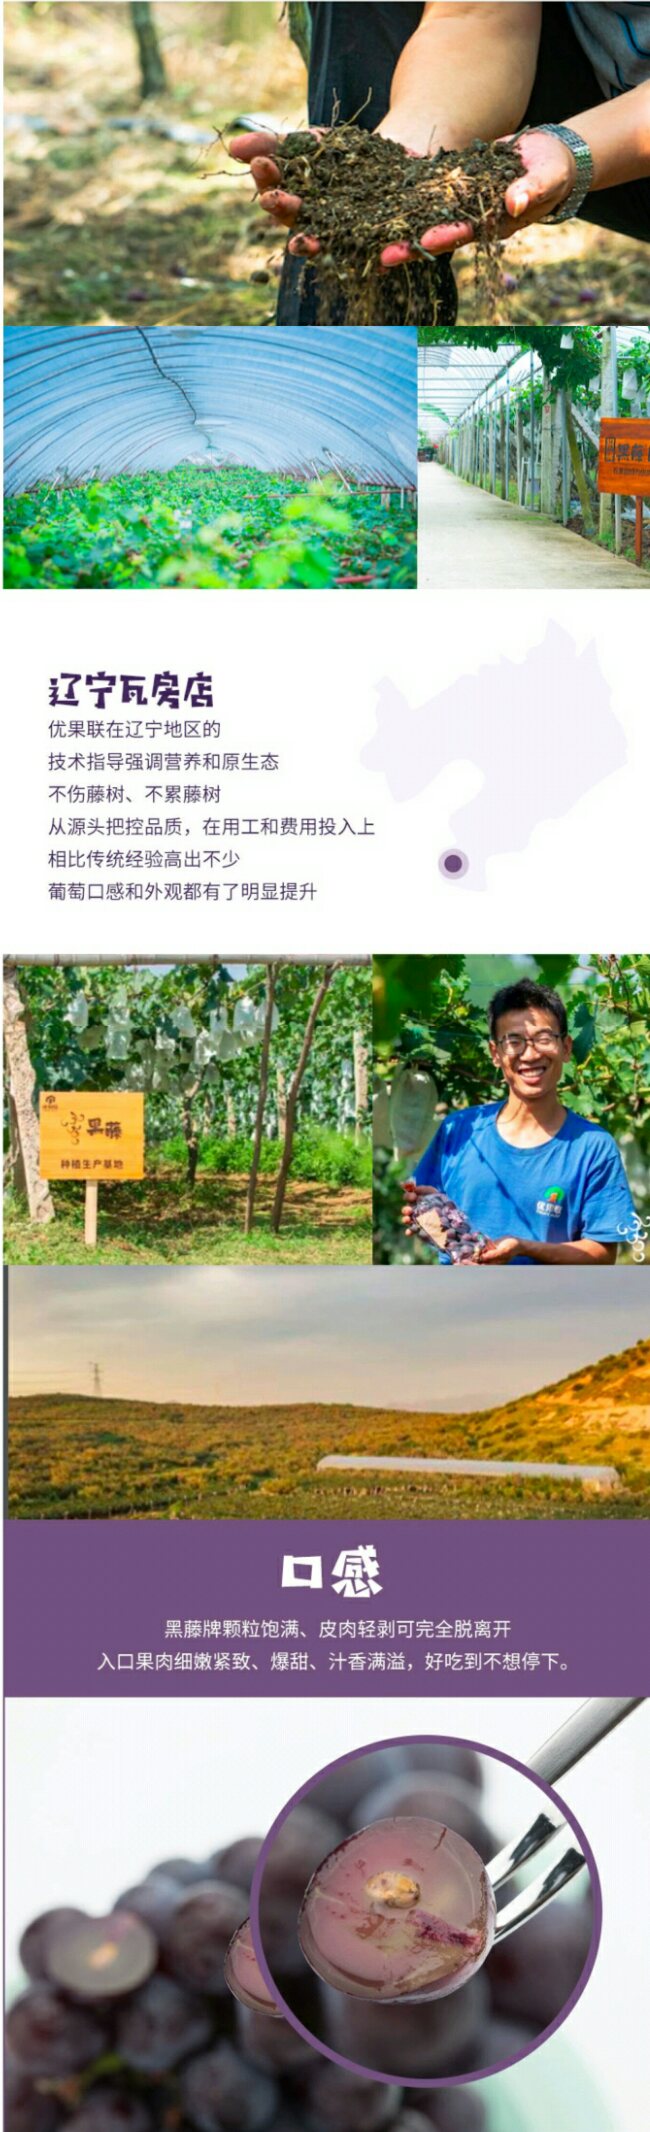 黑藤
辽宁瓦房店
优果联在辽宁地区的
技术指导强调营养和原生态
不伤藤树、不累藤树
从源头把控品质，在用工和费用投入上
相比传统经验高出不少
葡萄口感和外观都有了明显提升
黑藤
种植生产基地
口感
黑藤牌颗粒饱满、皮肉轻剥可完全脱离开
入口果肉细嫩紧致、爆甜、汁香满溢，好吃到不想停下。